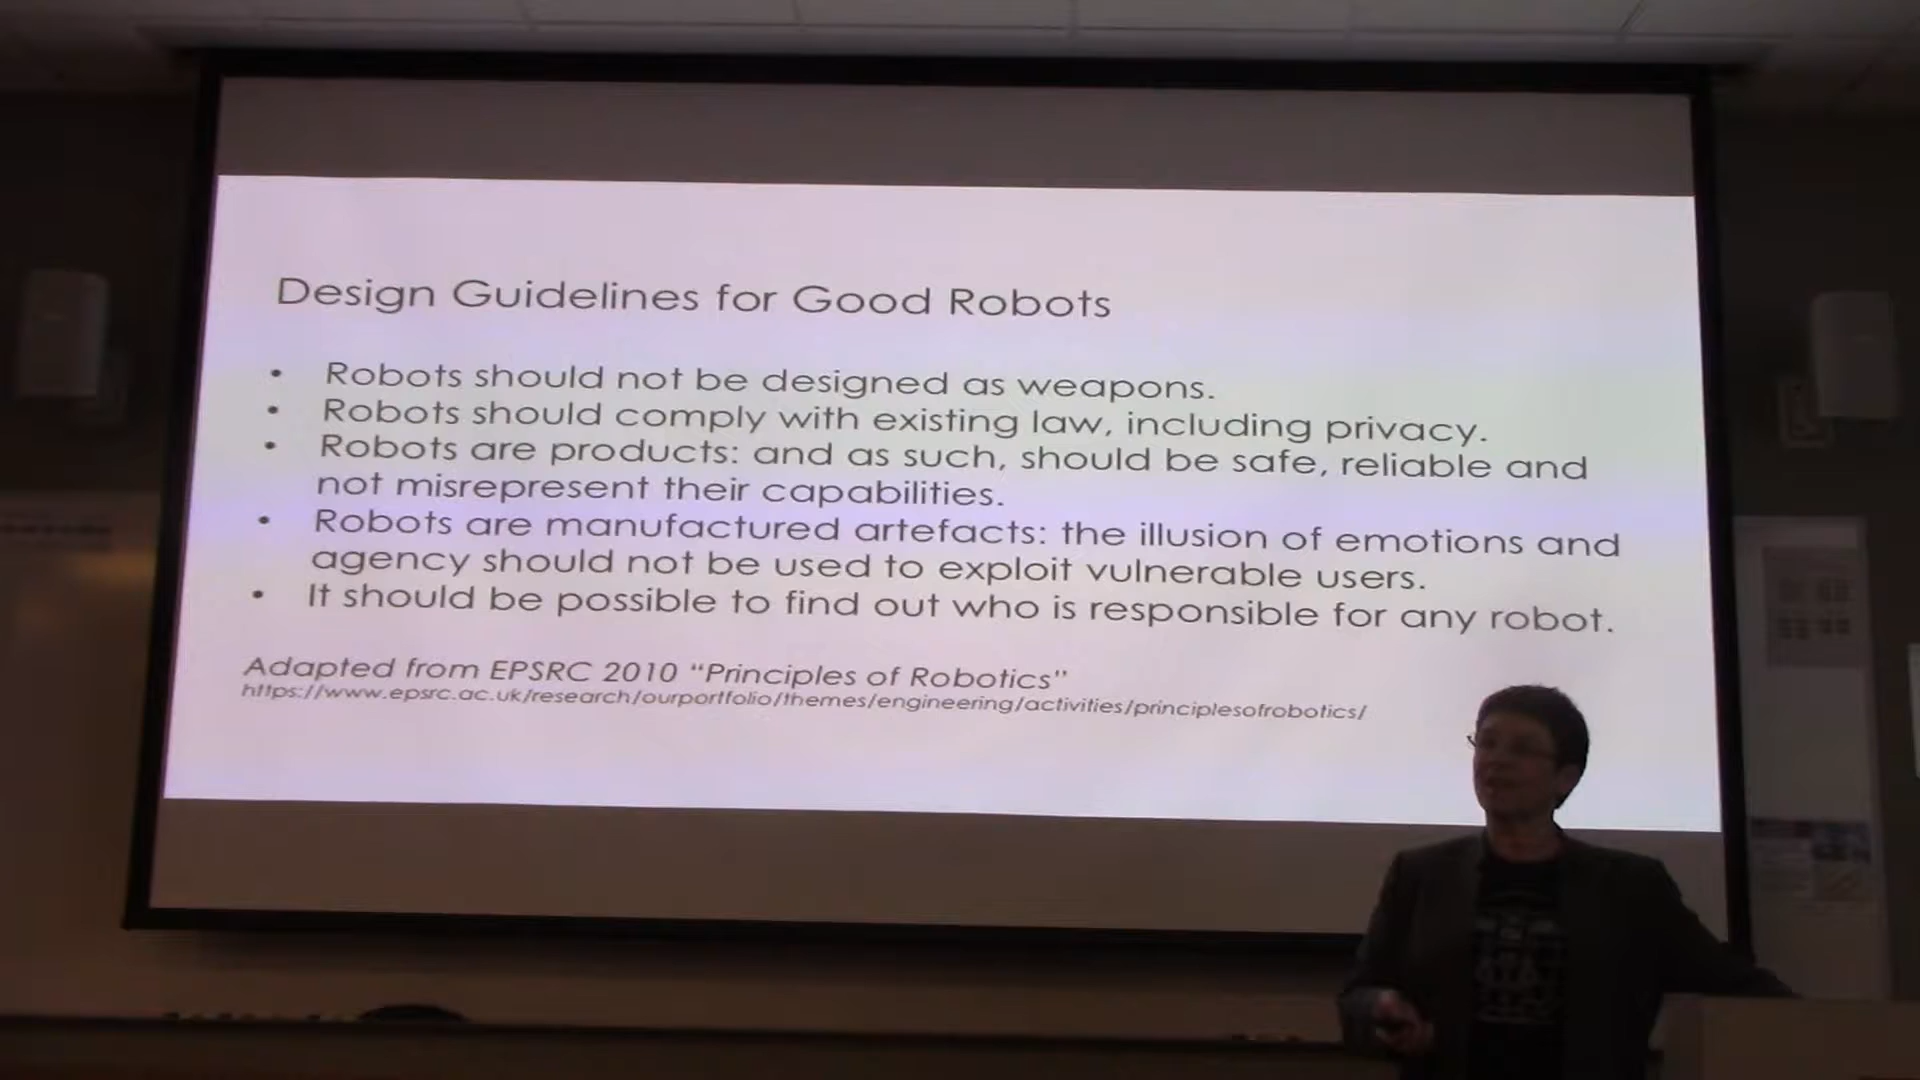 Design Guidelines for Good Robots
• Robots should not be designed as weapons.
• Robots should comply with existing law, including privacy.
• Robots are products: and as such, should be safe, reliable and
not misrepresent their capabilities.
• Robots are manufactured artefacts: the illusion of emotions and
agency should not be used to exploit vulnerable users.
• It should be possible to find out who is responsible for any robot.
Adapted from EPSRC 2010 “Principles of Robotics”
https://www.epsrc.ac.uk/research/ourportfolio/themes/engineering/activities/principlesofrobotics/